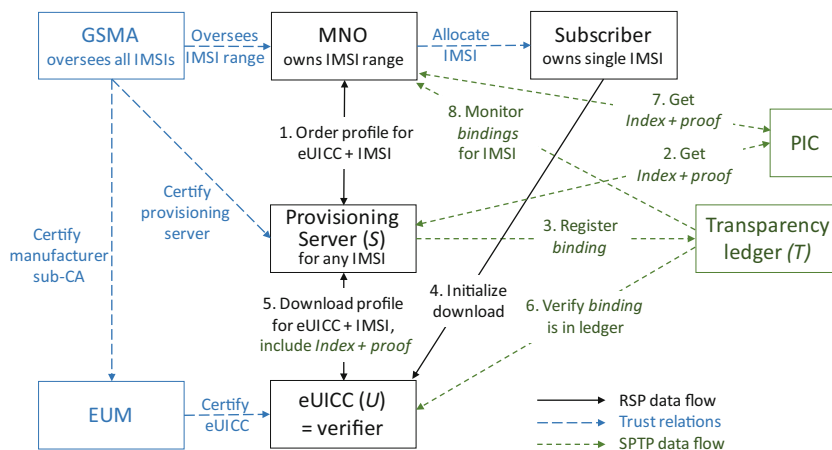 GSMA
oversees all IMSIs
Oversees
IMSI range
MNO
owns IMSI range
Allocate
IMSI
Subscriber
owns single IMSI
1. Order profile for
eUICC + IMSI
8. Monitor
bindings
for IMSI
7. Get
Index + proof
2. Get
Index + proof
PIC
Certify
provisioning
server
Certify
manufacturer
sub-CA
Provisioning
Server (S)
for any IMSI
3. Register
binding
Transparency
ledger (T)
5. Download profile
for eUICC + IMSI,
include Index + proof
4. Initialize
download
6. Verify binding
is in ledger
EUM
Certify
eUICC
eUICC (U)
= verifier
RSP data flow
Trust relations
SPTP data flow